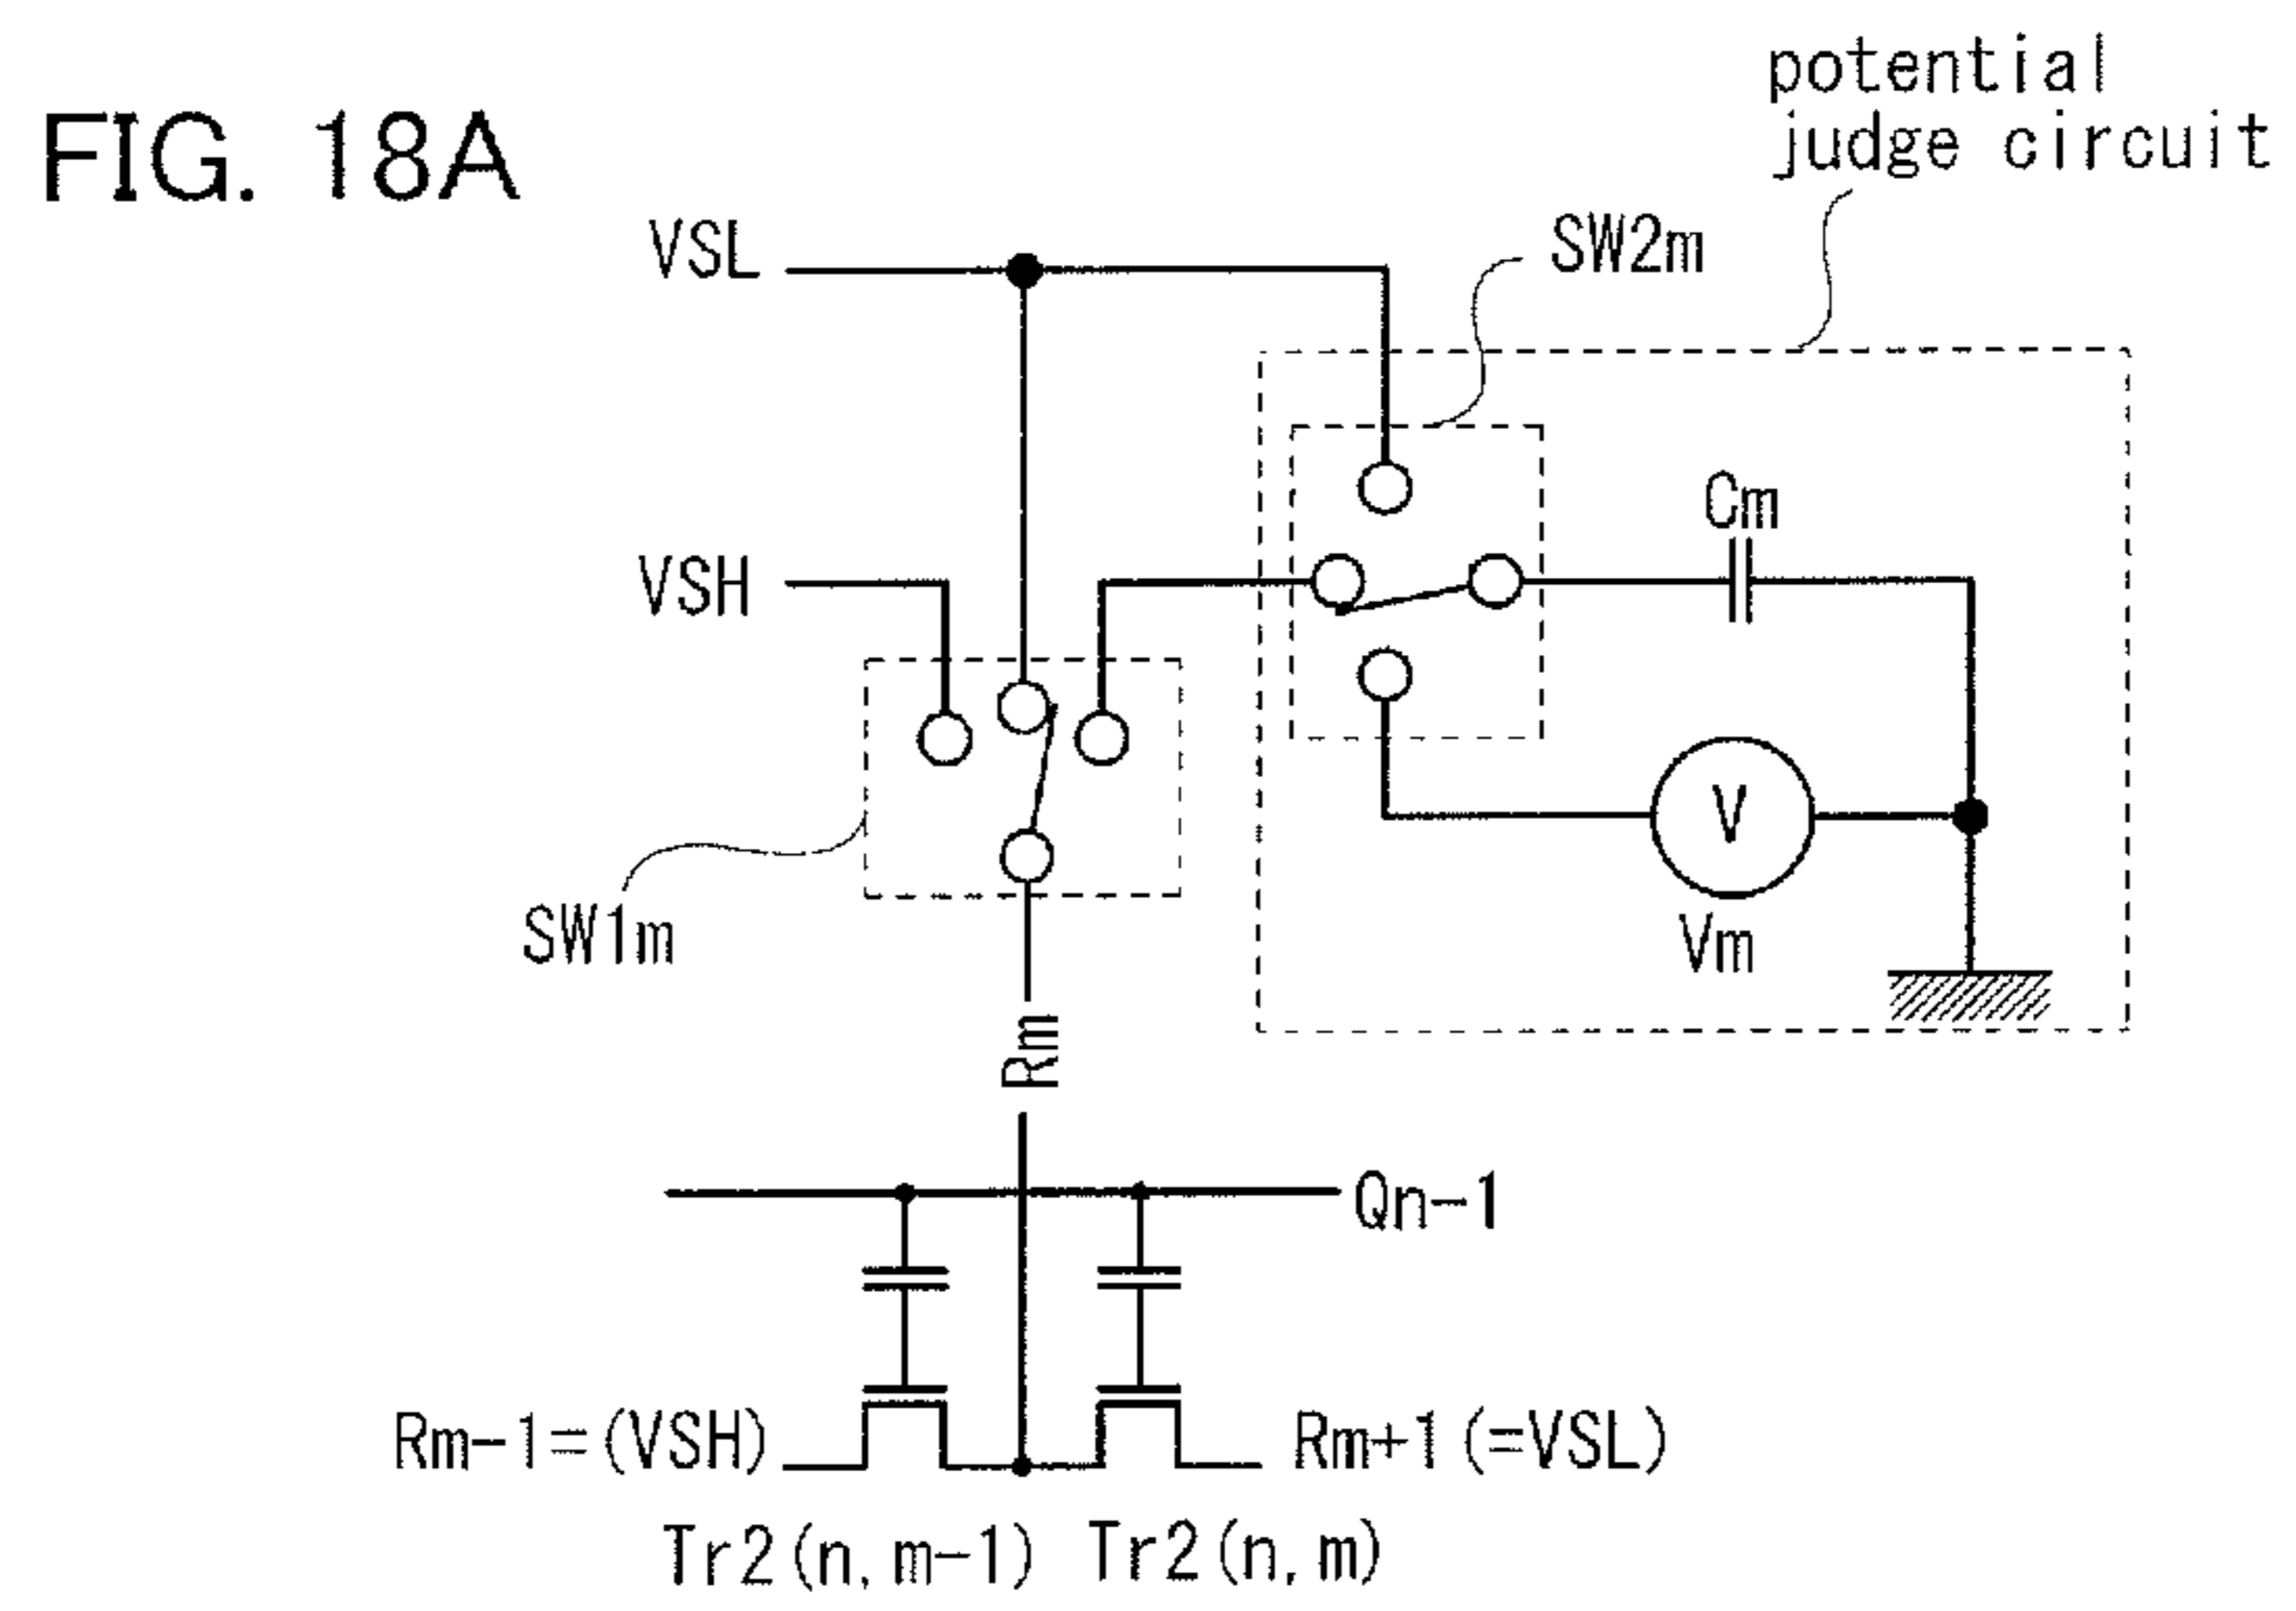 FIG. 18A
potential
judge circuit
VSL
SW2m
VSH
Cm
V
Vm
SW1m
Rm
Qn-1
Rm-1=(VSH)
Rm+1(=VSL)
Tr2(n,m-1)
Tr2(n,m)